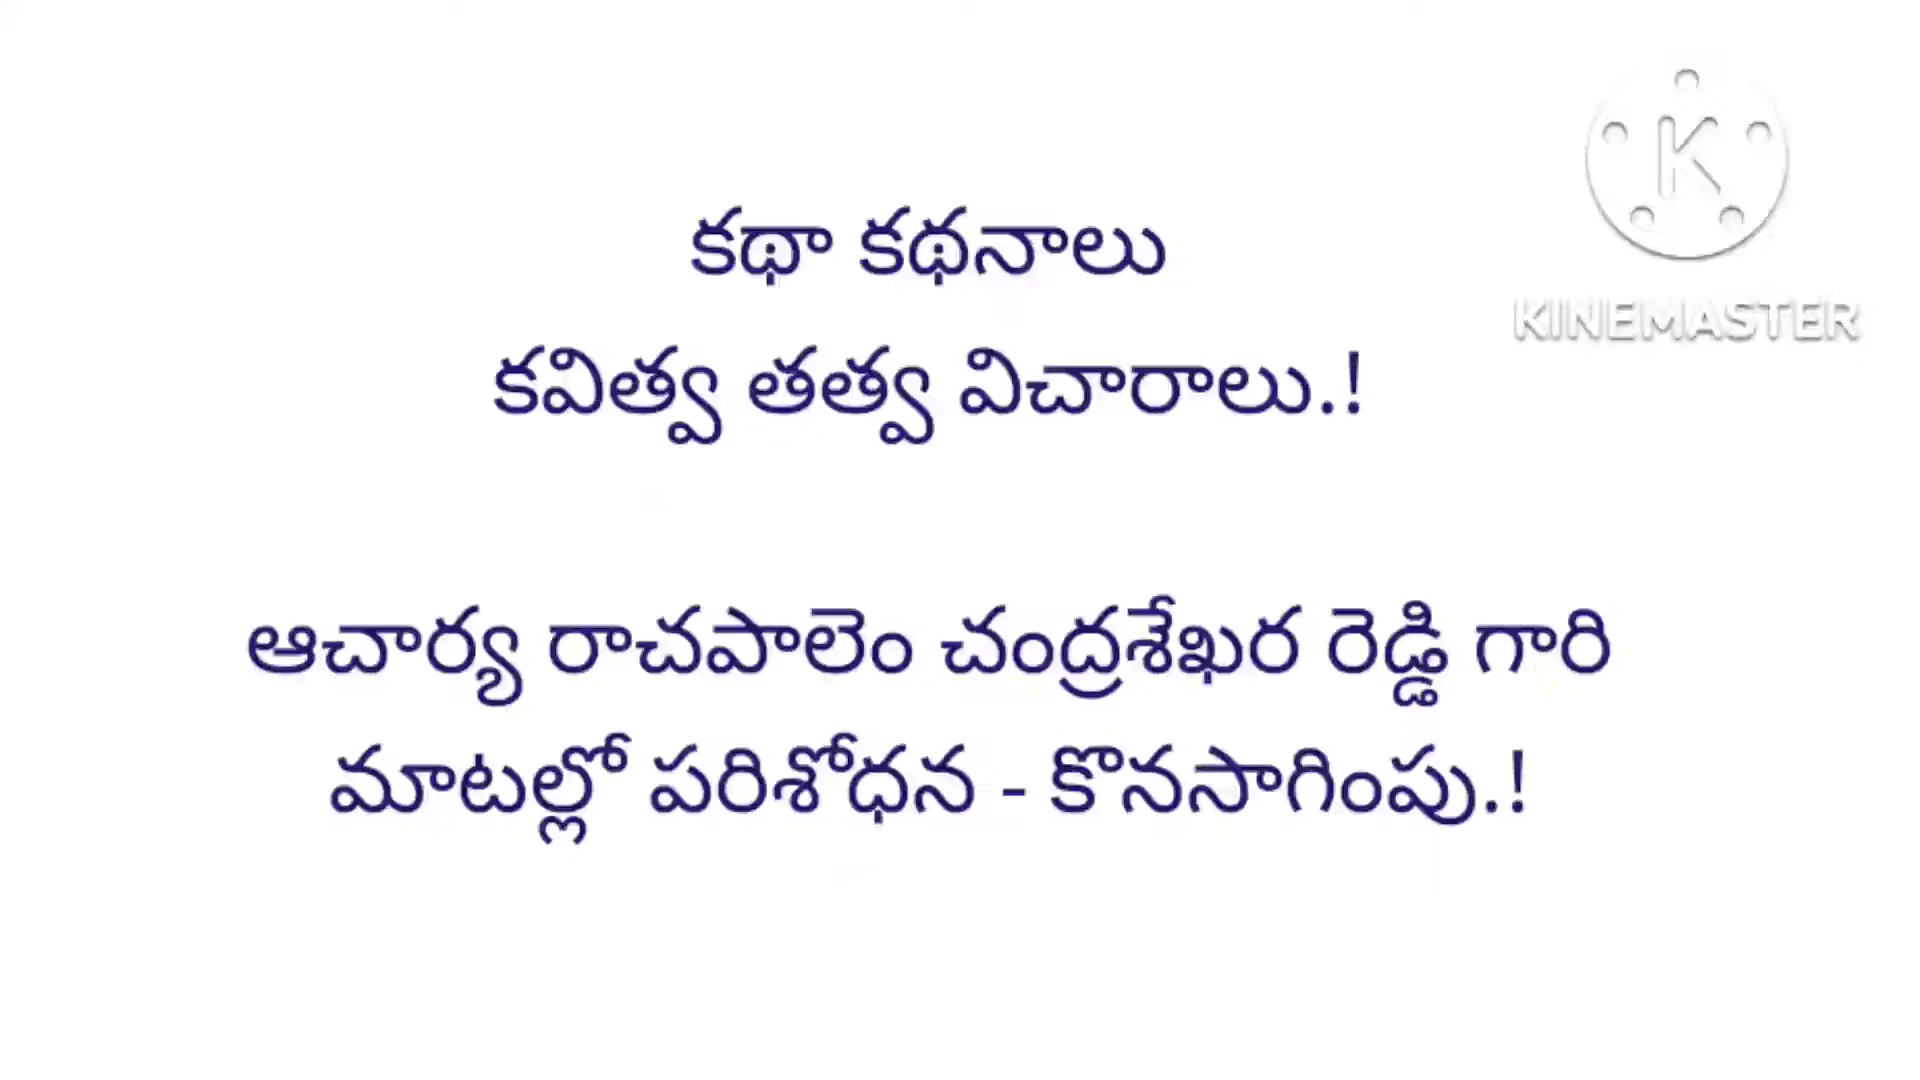 కథా కథనాలు
కవిత్వ తత్వ విచారాలు.!
ఆచార్య రాచపాలెం చంద్రశేఖర రెడ్డి గారి
మాటల్లో పరిశోధన - కొనసాగింపు.!
K
KINEMASTER